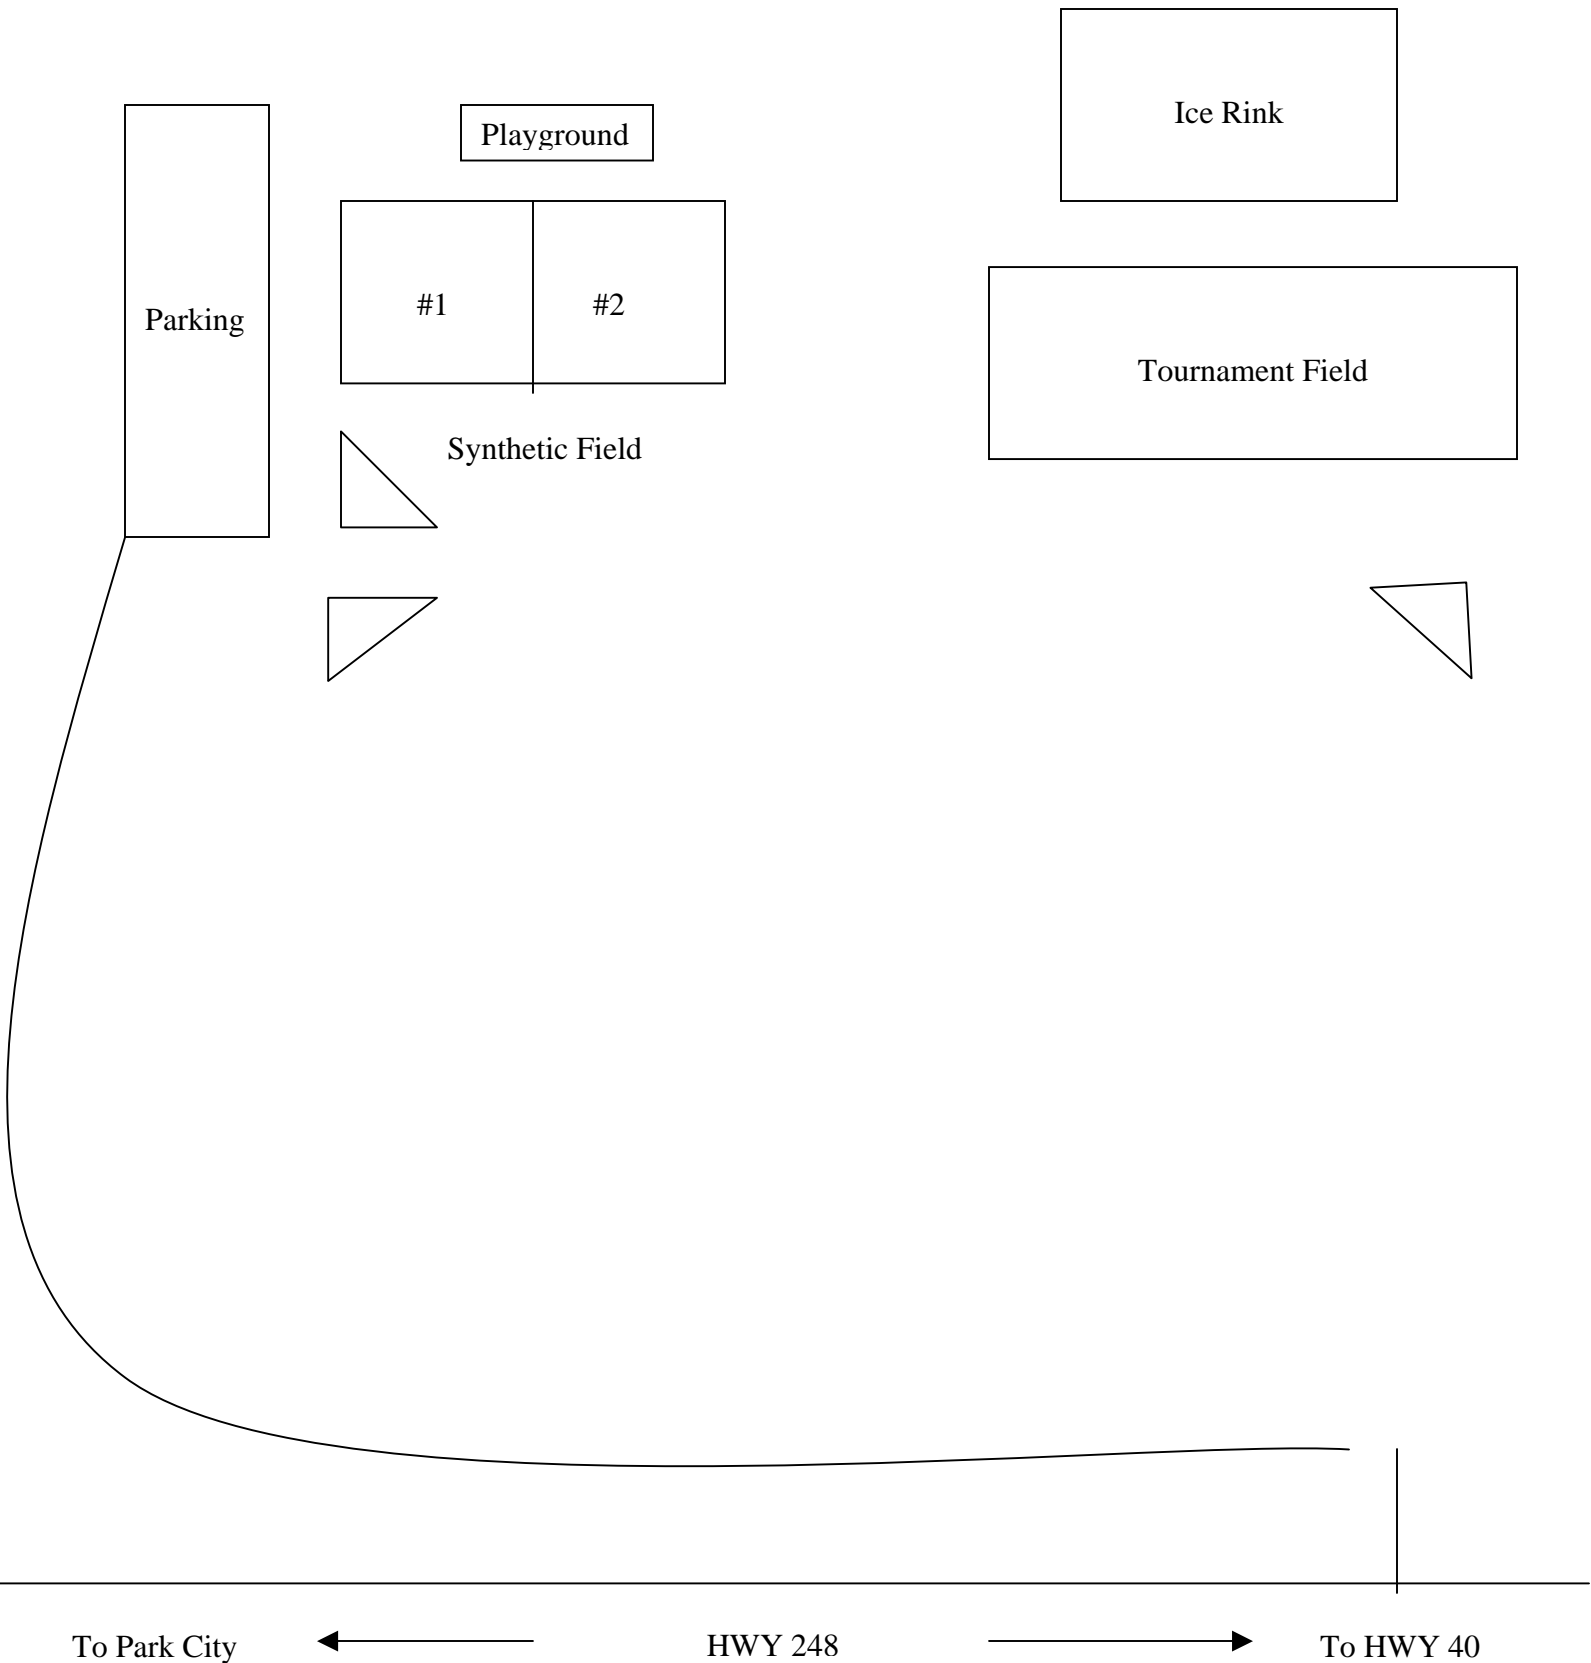 Ice Rink
Playground
#1
#2
Parking
Tournament Field
Synthetic Field
To Park City
HWY 248
To HWY 40